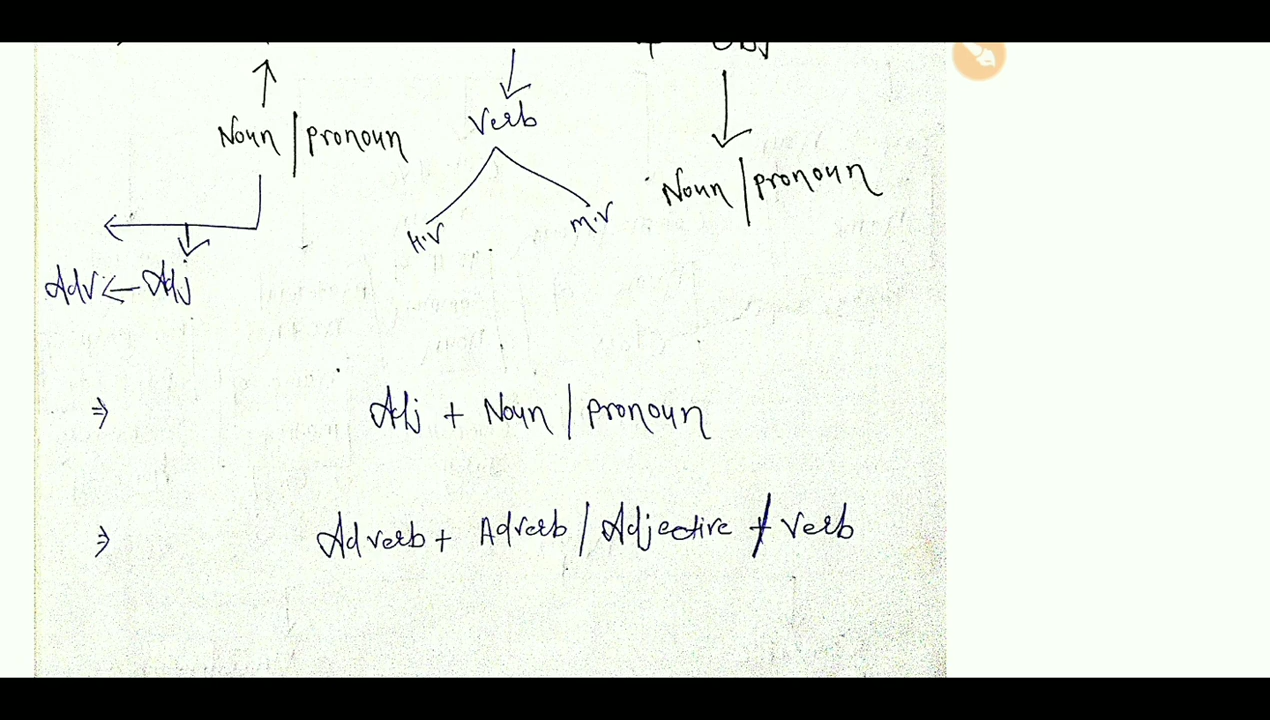 Verb
Noun / pronoun
Noun / pronoun
H.V M.V
Adv ← Adj
⇒ Adj + Noun / pronoun
⇒ Adverb + Adverb / Adjective / Verb